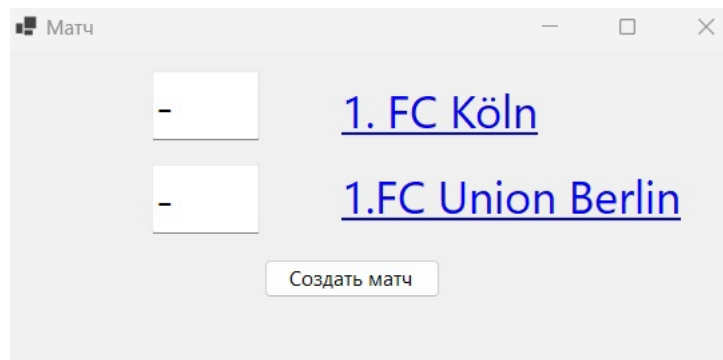 Матч
- 1. FC Köln
- 1.FC Union Berlin
Создать матч